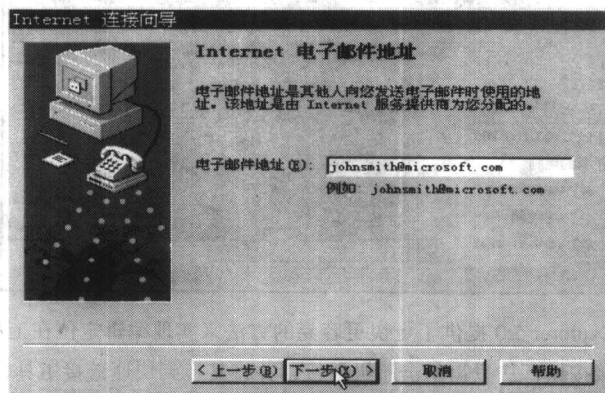 Internet 连接向导
Internet 电子邮件地址
电子邮件地址是其他人向您发送电子邮件时使用的地
址。该地址是由 Internet 服务提供商为您分配的。
电子邮件地址(E): johnsmith@microsoft.com
例如: johnsmith@microsoft.com
< 上一步(B) 下一步(X) > 取消 帮助